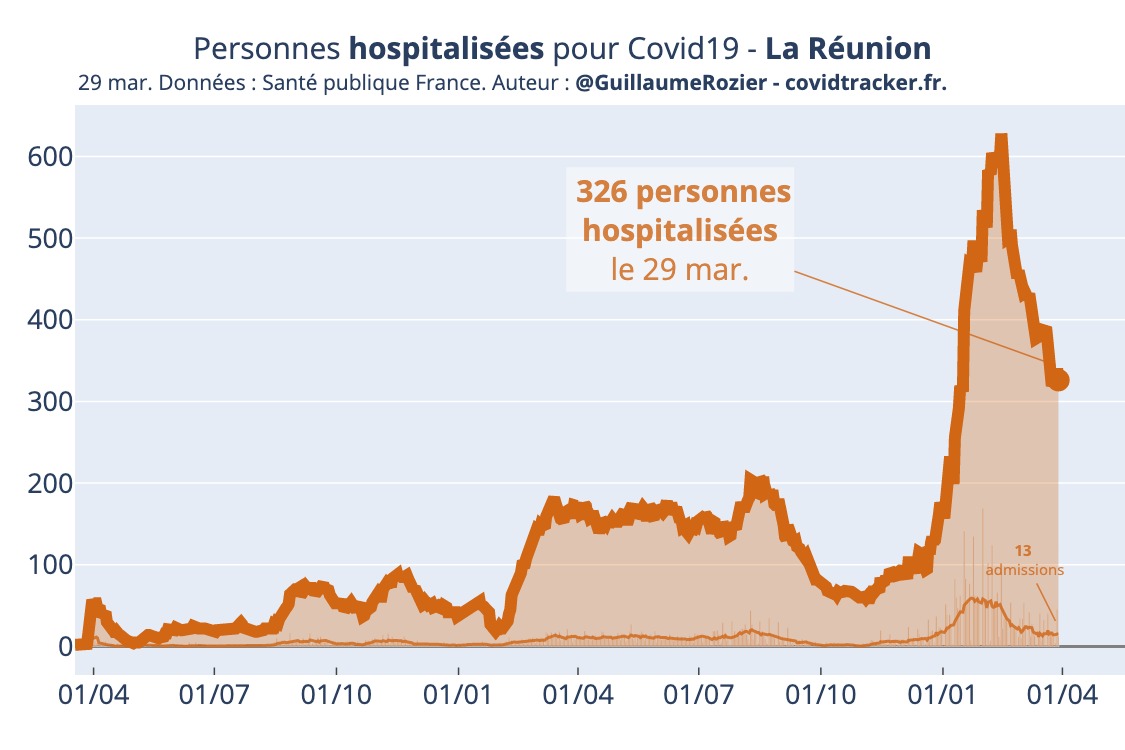 Personnes hospitalisées pour Covid19 - La Réunion
29 mar. Données : Santé publique France. Auteur : @GuillaumeRozier - covidtracker.fr.
600
500
400
300
200
100
0
326 personnes
hospitalisées
le 29 mar.
13
admissions
01/04
01/07
01/10
01/01
01/04
01/07
01/10
01/01
01/04